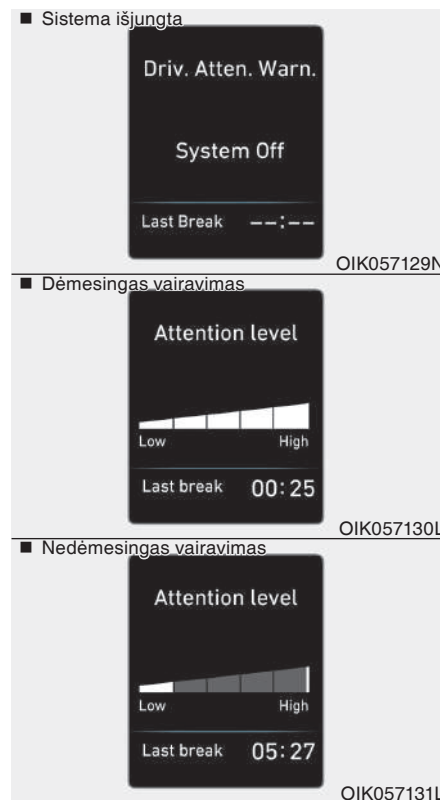 ■ Sistema išjungta
Driv. Atten. Warn.
System Off
Last Break --:--
OIK057129N
■ Dėmesingas vairavimas
Attention level
Low High
Last break 00:25
OIK057130L
■ Nedėmesingas vairavimas
Attention level
Low High
Last break 05:27
OIK057131L